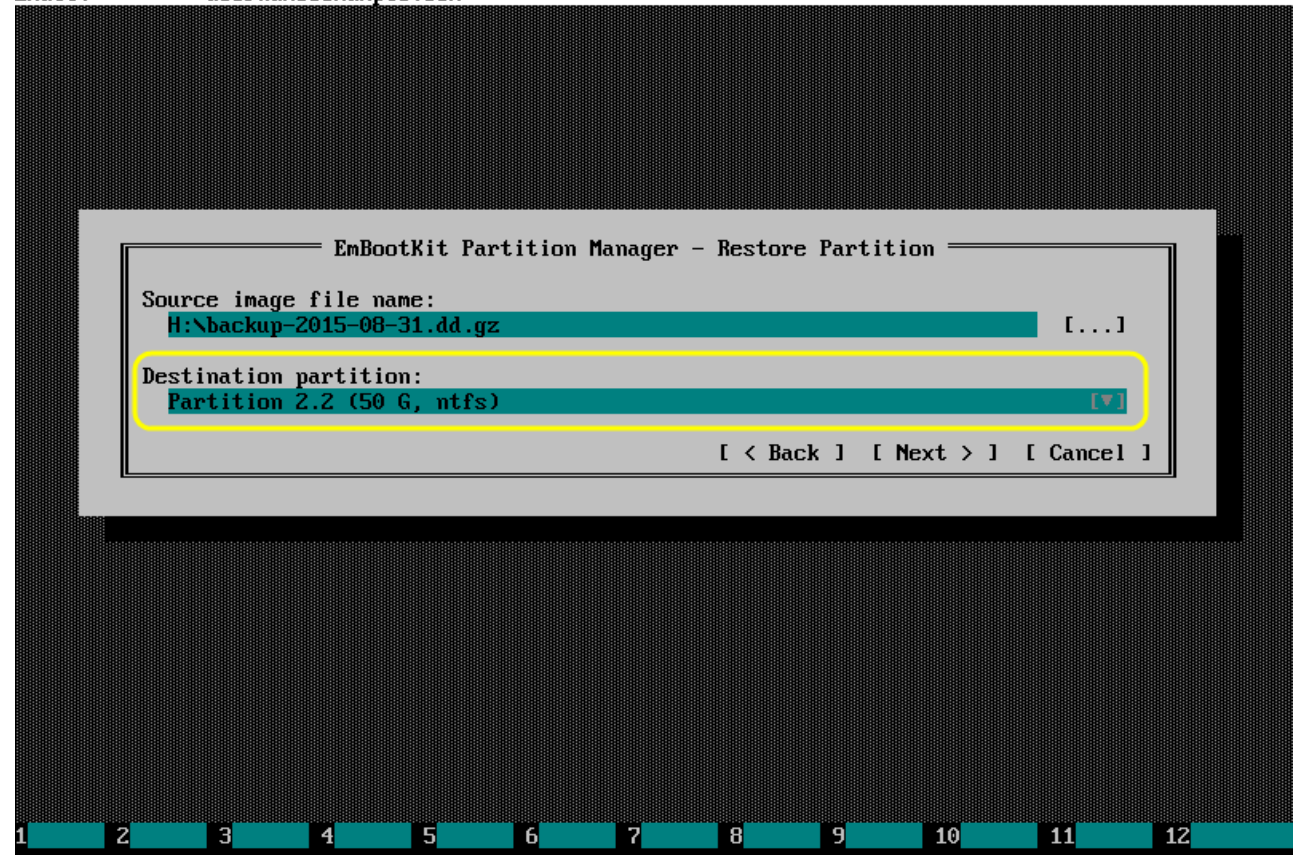 EmBootKit Partition Manager - Restore Partition
Source image file name:
H:\backup-2015-08-31.dd.gz [...]
Destination partition:
Partition 2.2 (50 G, ntfs) [▼]
[ < Back ] [ Next > ] [ Cancel ]
1 2 3 4 5 6 7 8 9 10 11 12